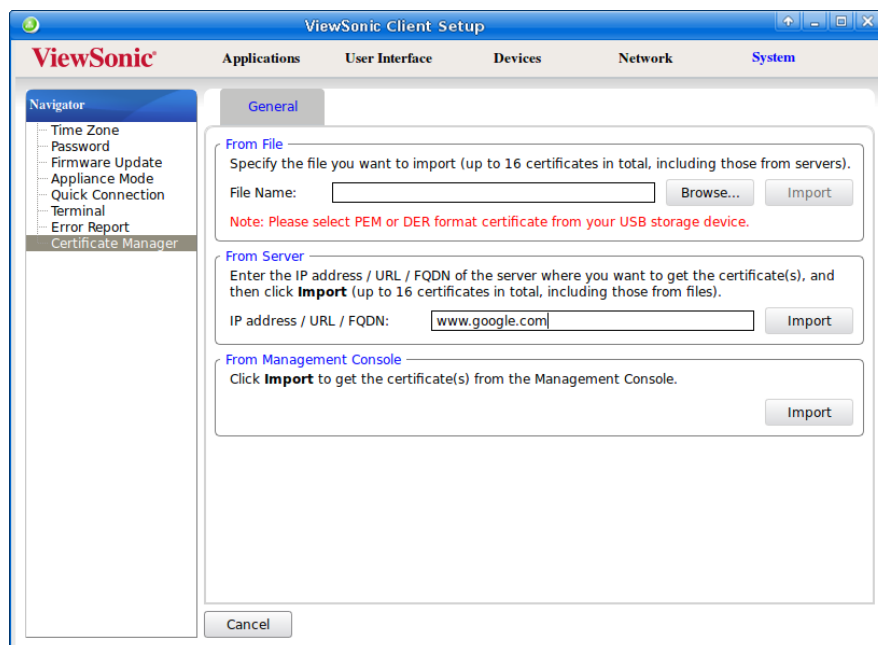 ViewSonic Client Setup
ViewSonic®
Applications User Interface Devices Network System
Navigator
Time Zone
Password
Firmware Update
Appliance Mode
Quick Connection
Terminal
Error Report
Certificate Manager
General
From File
Specify the file you want to import (up to 16 certificates in total, including those from servers).
File Name: Browse... Import
Note: Please select PEM or DER format certificate from your USB storage device.
From Server
Enter the IP address / URL / FQDN of the server where you want to get the certificate(s), and
then click Import (up to 16 certificates in total, including those from files).
IP address / URL / FQDN: www.google.com Import
From Management Console
Click Import to get the certificate(s) from the Management Console.
Import
Cancel